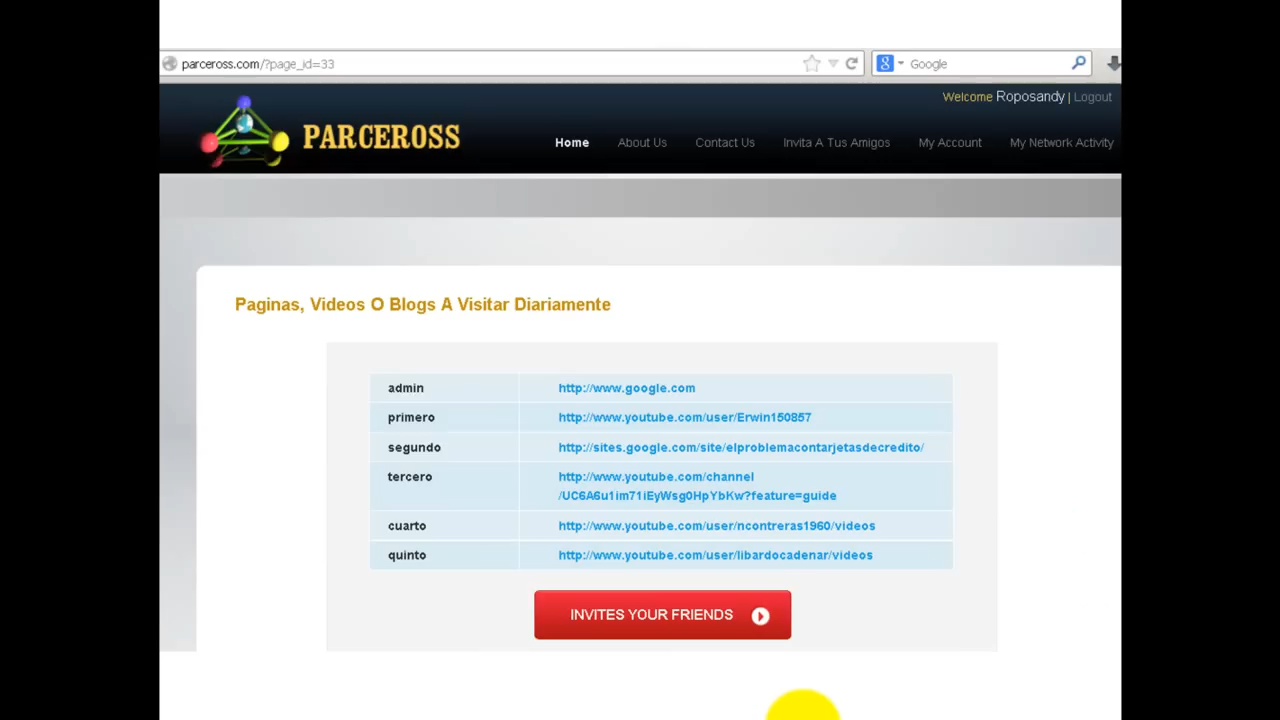 parceross.com/?page_id=33
Google
Welcome Roposandy | Logout
PARCEROSS
Home About Us Contact Us Invita A Tus Amigos My Account My Network Activity
Paginas, Videos O Blogs A Visitar Diariamente
admin http://www.google.com
primero http://www.youtube.com/user/Erwin150857
segundo http://sites.google.com/site/elproblemacontarjetasdecredito/
tercero http://www.youtube.com/channel
/UC6A6u1im71iEyWsg0HpYbKw?feature=guide
cuarto http://www.youtube.com/user/ncontreras1960/videos
quinto http://www.youtube.com/user/libardocadenar/videos
INVITES YOUR FRIENDS